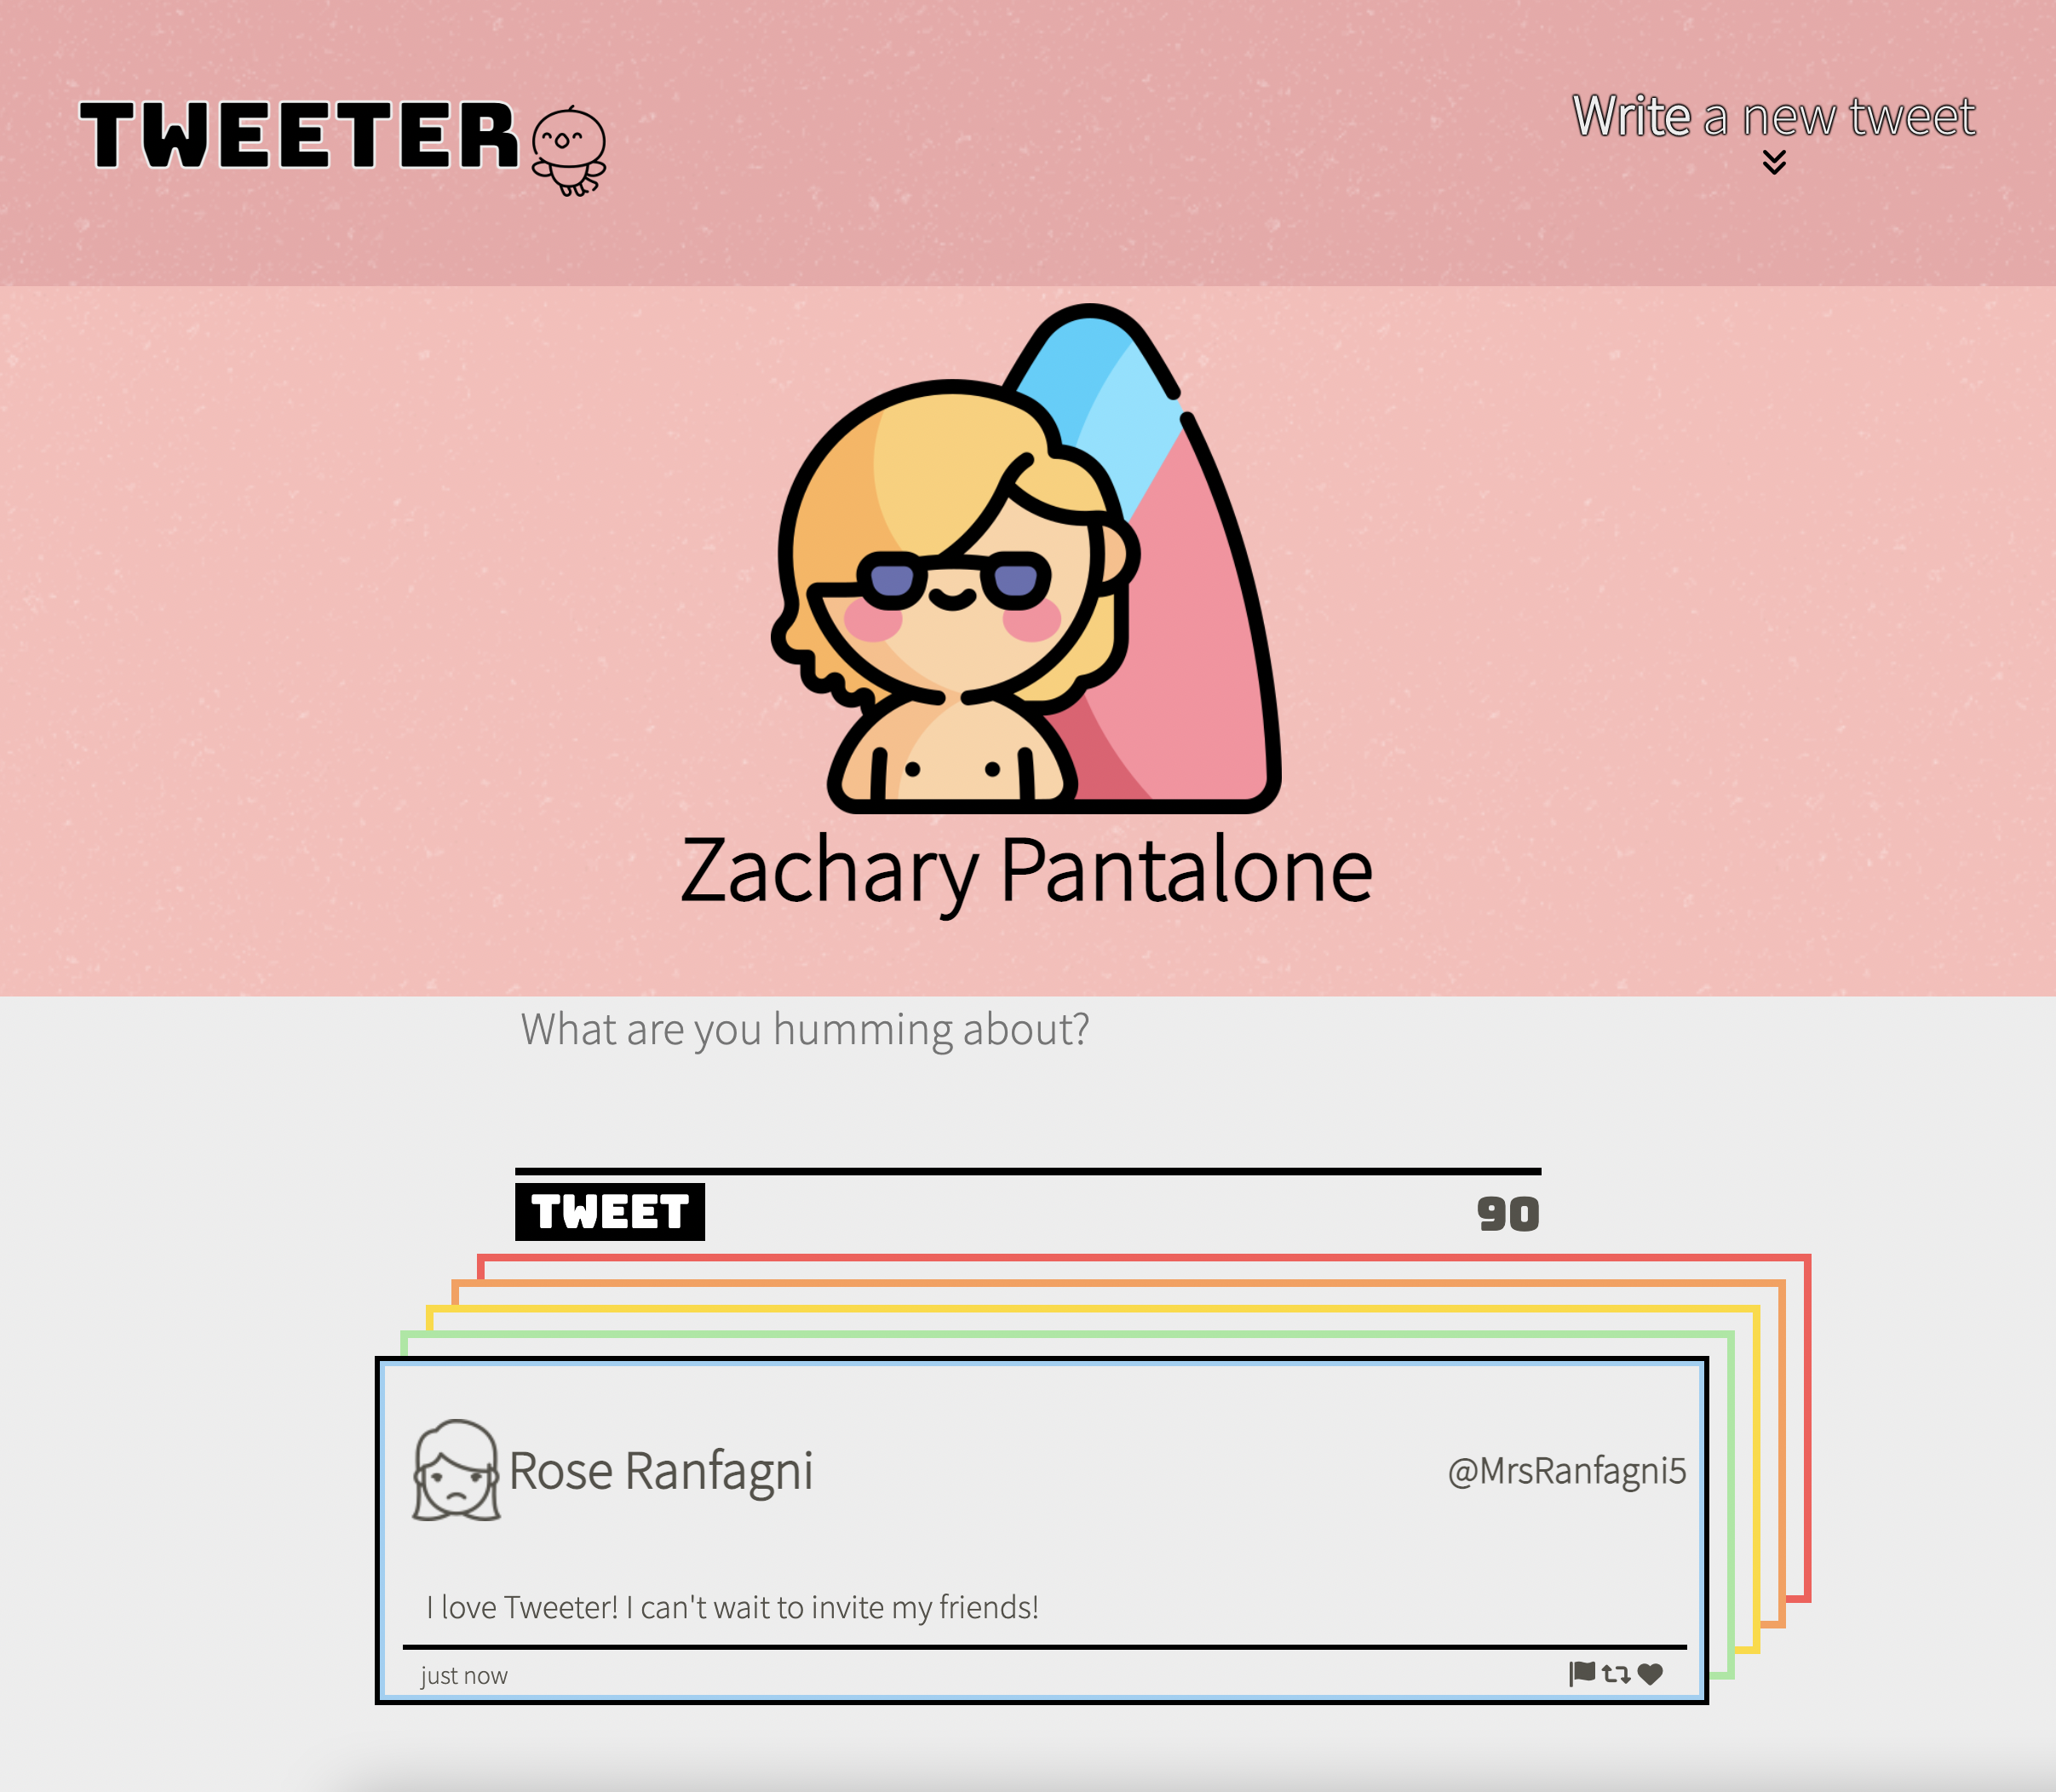 TWEETER
Write a new tweet
Zachary Pantalone
What are you humming about?
TWEET
90
Rose Ranfagni
@MrsRanfagni5
I love Tweeter! I can't wait to invite my friends!
just now